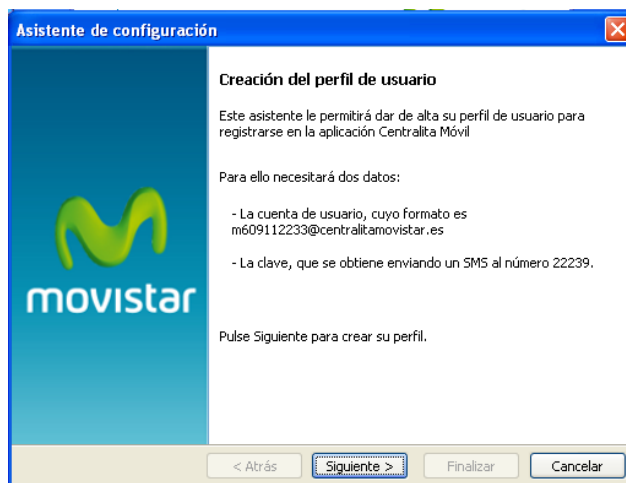 Asistente de configuración
Creación del perfil de usuario
Este asistente le permitirá dar de alta su perfil de usuario para
registrarse en la aplicación Centralita Móvil
Para ello necesitará dos datos:
- La cuenta de usuario, cuyo formato es
m609112233@centralitamovistar.es
- La clave, que se obtiene enviando un SMS al número 22239.
movistar
Pulse Siguiente para crear su perfil.
< Atrás
Siguiente >
Finalizar
Cancelar